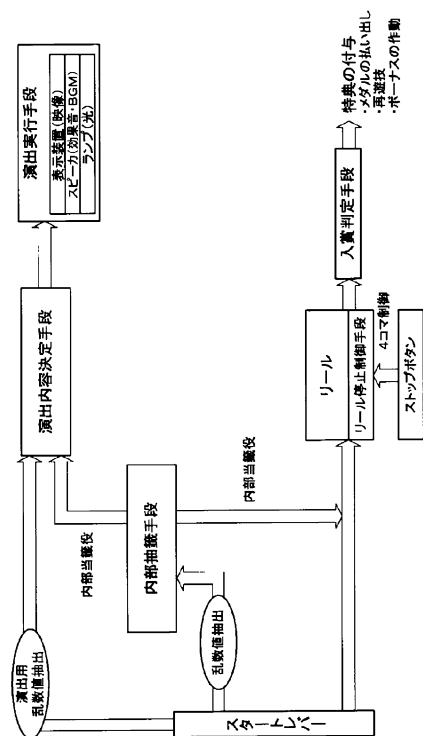 演出実行手段
表示装置(映像)
スピーカ(効果音・BGM)
ランプ(光)
特典の付与
・メダルの払い出し
・再遊技
・ボーナスの作動
演出内容決定手段
入賞判定手段
リール
リール停止制御手段
4コマ制御
ストップボタン
内部当籤役
内部当籤役
内部抽籤手段
演出用
乱数値抽出
乱数値抽出
スタートレバー